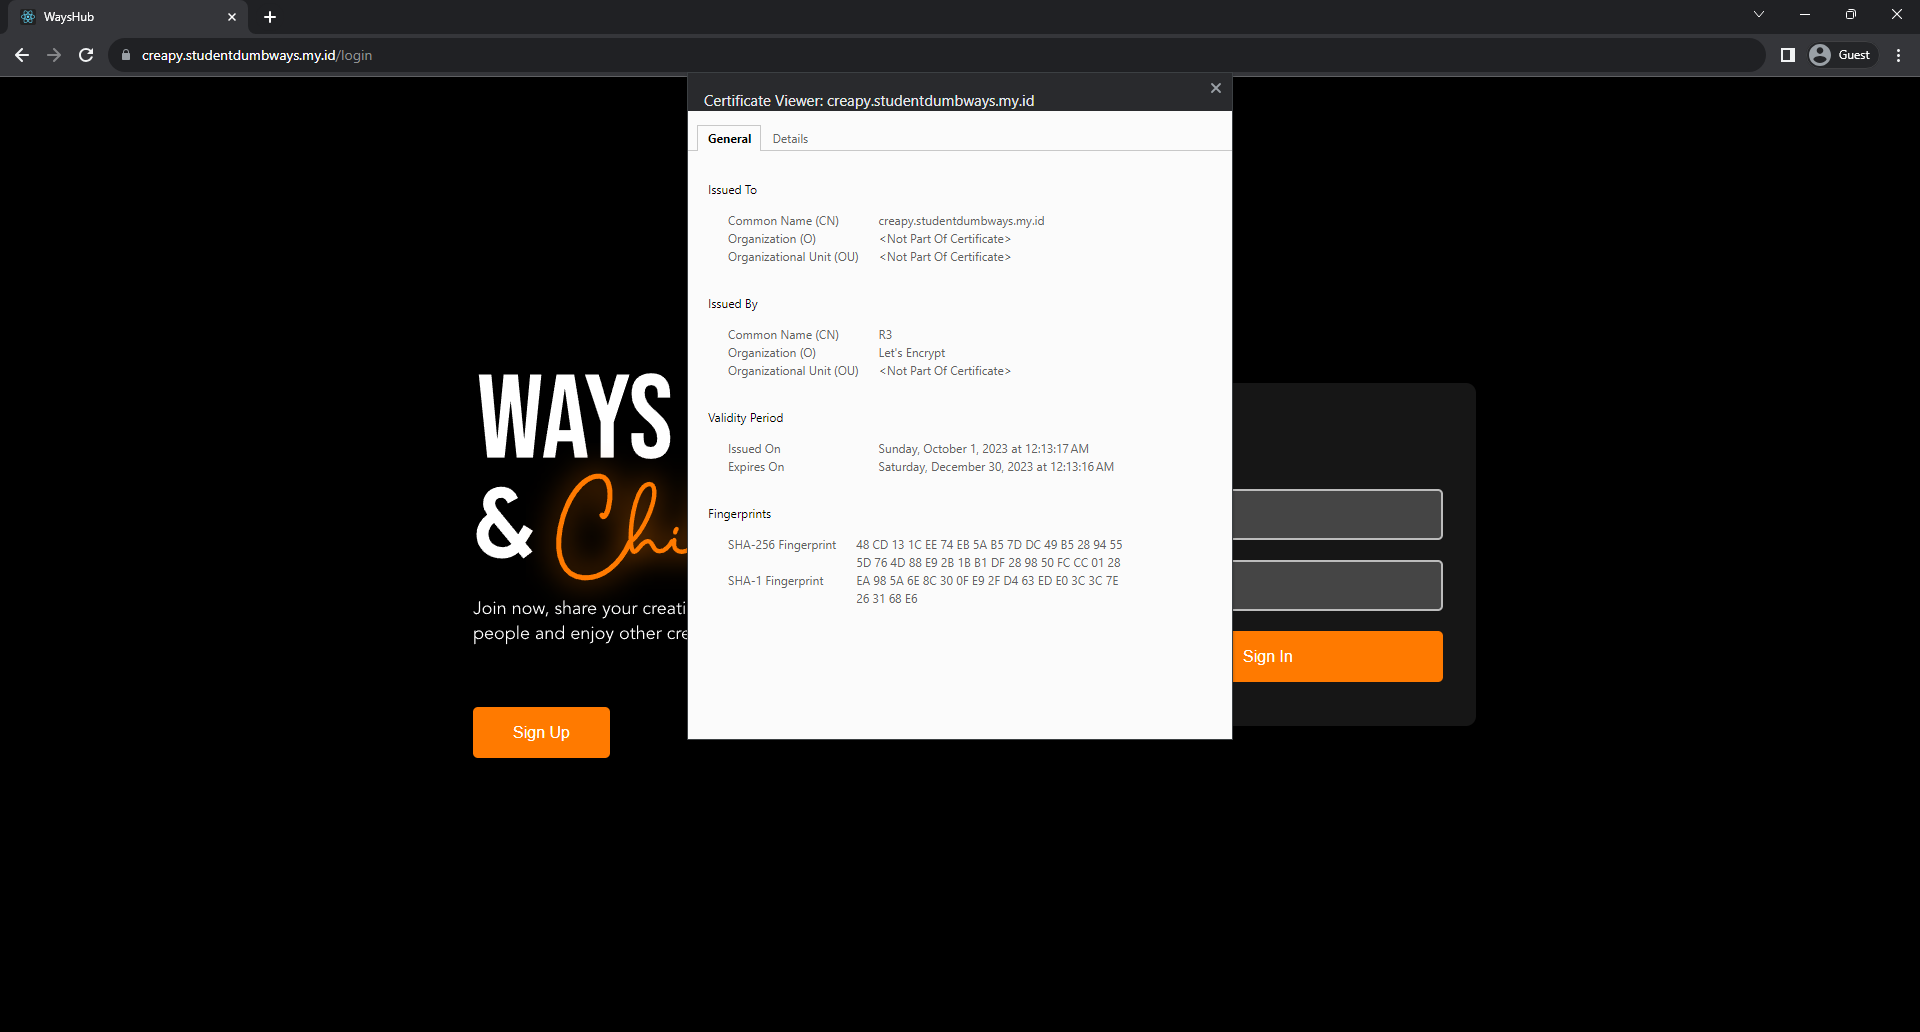 WaysHub
creapy.studentdumbways.my.id/login
Guest
Certificate Viewer: creapy.studentdumbways.my.id
General Details
Issued To
Common Name (CN) creapy.studentdumbways.my.id
Organization (O) <Not Part Of Certificate>
Organizational Unit (OU) <Not Part Of Certificate>
Issued By
Common Name (CN) R3
Organization (O) Let's Encrypt
Organizational Unit (OU) <Not Part Of Certificate>
Validity Period
Issued On Sunday, October 1, 2023 at 12:13:17 AM
Expires On Saturday, December 30, 2023 at 12:13:16 AM
Fingerprints
SHA-256 Fingerprint 48 CD 13 1C EE 74 EB 5A B5 7D DC 49 B5 28 94 55
5D 76 4D 88 E9 2B 1B B1 DF 28 98 50 FC CC 01 28
SHA-1 Fingerprint EA 98 5A 6E 8C 30 0F E9 2F D4 63 ED E0 3C 3C 7E
26 31 68 E6
WAYS
& Chi
Join now, share your creati
people and enjoy other cre
Sign Up
Sign In